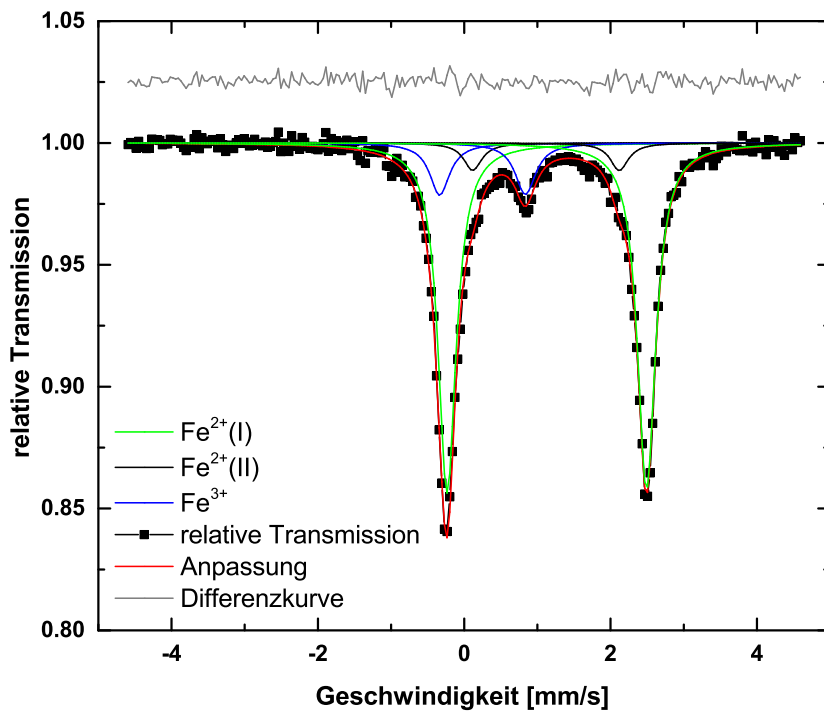 1.05
1.00
0.95
0.90
0.85
0.80
relative Transmission
Fe²⁺(I)
Fe²⁺(II)
Fe³⁺
relative Transmission
Anpassung
Differenzkurve
-4 -2 0 2 4
Geschwindigkeit [mm/s]